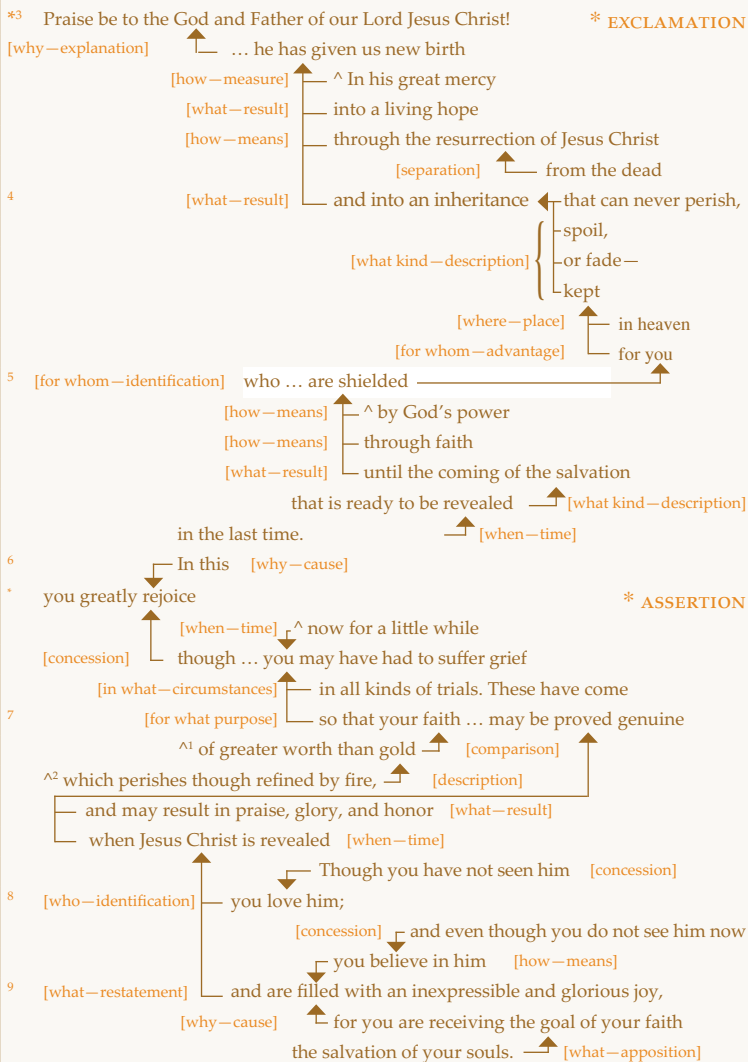 *3 Praise be to the God and Father of our Lord Jesus Christ! * EXCLAMATION
[why—explanation] … he has given us new birth
[how—measure] ^ In his great mercy
[what—result] into a living hope
[how—means] through the resurrection of Jesus Christ
[separation] from the dead
4 [what—result] and into an inheritance that can never perish,
spoil,
[what kind—description] { or fade—
kept
[where—place] in heaven
[for whom—advantage] for you
5 [for whom—identification] who … are shielded
[how—means] ^ by God's power
[how—means] through faith
[what—result] until the coming of the salvation
that is ready to be revealed [what kind—description]
in the last time. [when—time]
6 In this [why—cause]
* you greatly rejoice * ASSERTION
[when—time] ^ now for a little while
[concession] though … you may have had to suffer grief
[in what—circumstances] in all kinds of trials. These have come
7 [for what purpose] so that your faith … may be proved genuine
^1 of greater worth than gold [comparison]
^2 which perishes though refined by fire, [description]
and may result in praise, glory, and honor [what—result]
when Jesus Christ is revealed [when—time]
Though you have not seen him [concession]
8 [who—identification] you love him;
[concession] and even though you do not see him now
you believe in him [how—means]
9 [what—restatement] and are filled with an inexpressible and glorious joy,
[why—cause] for you are receiving the goal of your faith
the salvation of your souls. [what—apposition]